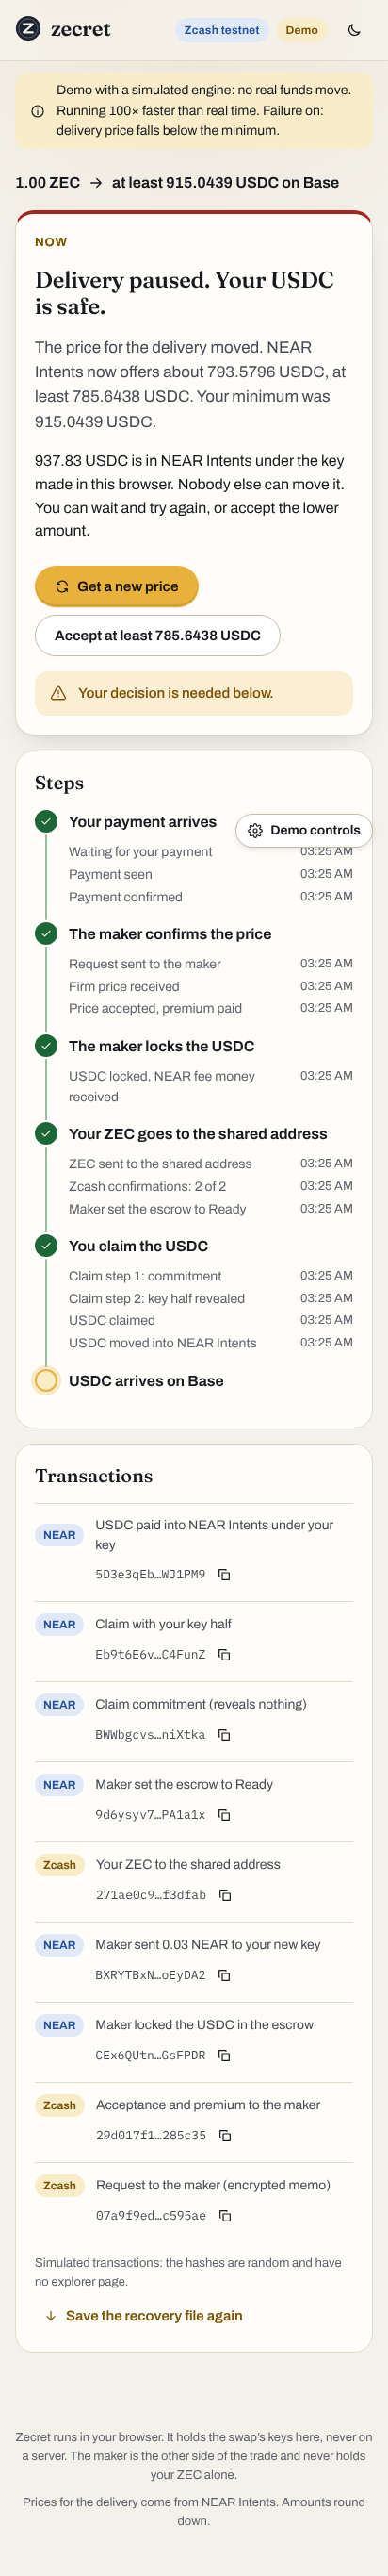 zecret
Zcash testnet
Demo
Demo with a simulated engine: no real funds move.
Running 100× faster than real time. Failure on:
delivery price falls below the minimum.
1.00 ZEC → at least 915.0439 USDC on Base
NOW
Delivery paused. Your USDC
is safe.
The price for the delivery moved. NEAR
Intents now offers about 793.5796 USDC, at
least 785.6438 USDC. Your minimum was
915.0439 USDC.
937.83 USDC is in NEAR Intents under the key
made in this browser. Nobody else can move it.
You can wait and try again, or accept the lower
amount.
Get a new price
Accept at least 785.6438 USDC
Your decision is needed below.
Steps
Your payment arrives
Demo controls
Waiting for your payment 03:25 AM
Payment seen 03:25 AM
Payment confirmed 03:25 AM
The maker confirms the price
Request sent to the maker 03:25 AM
Firm price received 03:25 AM
Price accepted, premium paid 03:25 AM
The maker locks the USDC
USDC locked, NEAR fee money 03:25 AM
received
Your ZEC goes to the shared address
ZEC sent to the shared address 03:25 AM
Zcash confirmations: 2 of 2 03:25 AM
Maker set the escrow to Ready 03:25 AM
You claim the USDC
Claim step 1: commitment 03:25 AM
Claim step 2: key half revealed 03:25 AM
USDC claimed 03:25 AM
USDC moved into NEAR Intents 03:25 AM
USDC arrives on Base
Transactions
NEAR USDC paid into NEAR Intents under your
key
5D3e3qEb…WJ1PM9
NEAR Claim with your key half
Eb9t6E6v…C4FunZ
NEAR Claim commitment (reveals nothing)
BWWbgcvs…niXtka
NEAR Maker set the escrow to Ready
9d6ysyv7…PA1a1x
Zcash Your ZEC to the shared address
271ae0c9…f3dfab
NEAR Maker sent 0.03 NEAR to your new key
BXRYTBxN…oEyDA2
NEAR Maker locked the USDC in the escrow
CEx6QUtn…GsFPDR
Zcash Acceptance and premium to the maker
29d017f1…285c35
Zcash Request to the maker (encrypted memo)
07a9f9ed…c595ae
Simulated transactions: the hashes are random and have
no explorer page.
Save the recovery file again
Zecret runs in your browser. It holds the swap's keys here, never on
a server. The maker is the other side of the trade and never holds
your ZEC alone.
Prices for the delivery come from NEAR Intents. Amounts round
down.